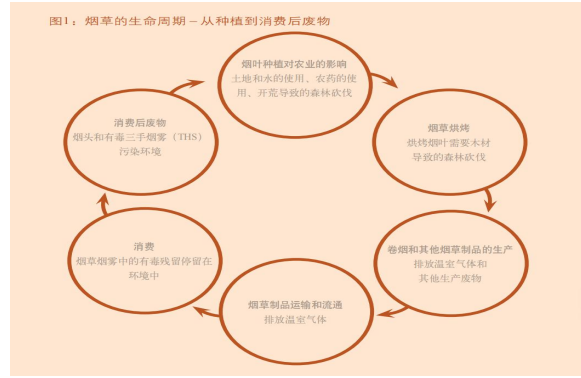 图1：烟草的生命周期 – 从种植到消费后废物
烟叶种植对农业的影响
土地和水的使用、农药的使
用、开荒导致的森林砍伐
烟草烘烤
烘烤烟叶需要木材
导致的森林砍伐
卷烟和其他烟草制品的生产
排放温室气体和
其他生产废物
烟草制品运输和流通
排放温室气体
消费
烟草烟雾中的有毒残留停留在
环境中
消费后废物
烟头和有毒三手烟雾（THS）
污染环境